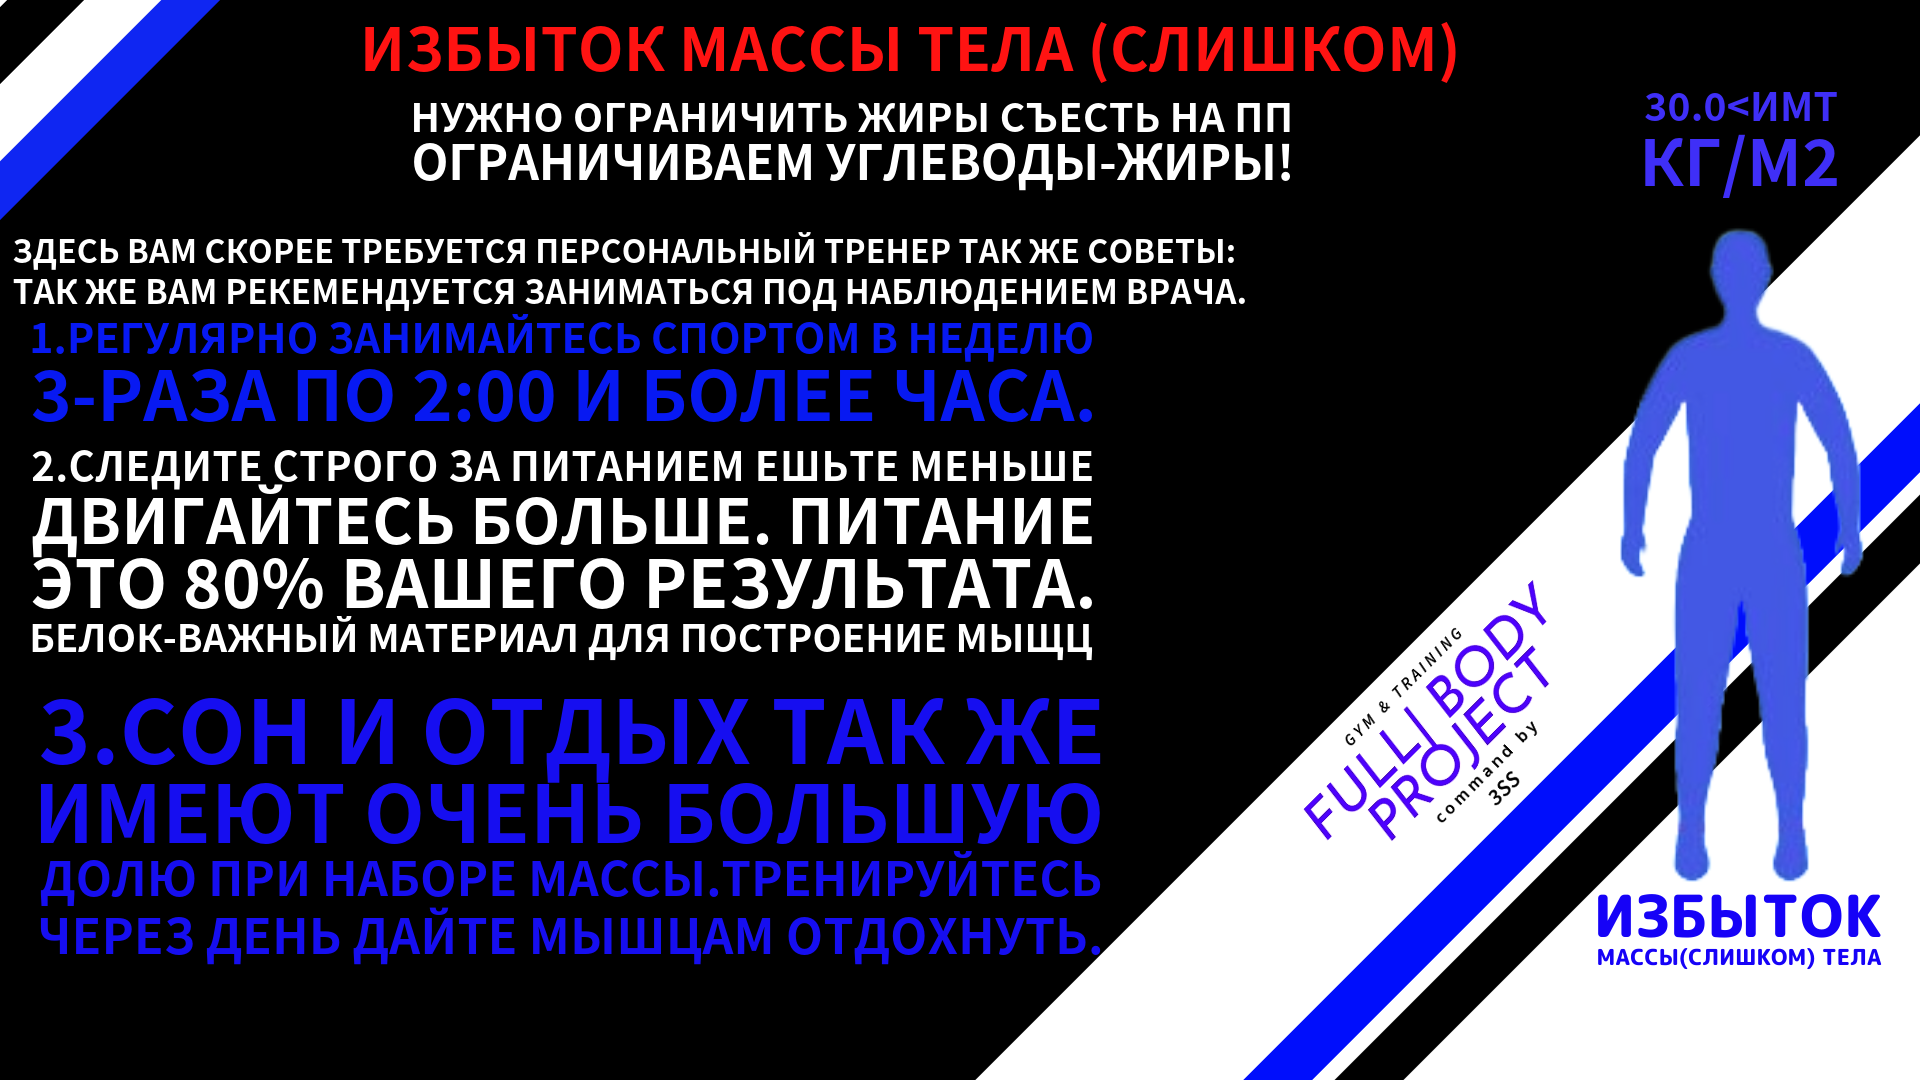 ИЗБЫТОК МАССЫ ТЕЛА (СЛИШКОМ)
НУЖНО ОГРАНИЧИТЬ ЖИРЫ СЪЕСТЬ НА ПП
ОГРАНИЧИВАЕМ УГЛЕВОДЫ-ЖИРЫ!
30.0<ИМТ
КГ/М2
ЗДЕСЬ ВАМ СКОРЕЕ ТРЕБУЕТСЯ ПЕРСОНАЛЬНЫЙ ТРЕНЕР ТАК ЖЕ СОВЕТЫ:
ТАК ЖЕ ВАМ РЕКЕМЕНДУЕТСЯ ЗАНИМАТЬСЯ ПОД НАБЛЮДЕНИЕМ ВРАЧА.
1.РЕГУЛЯРНО ЗАНИМАЙТЕСЬ СПОРТОМ В НЕДЕЛЮ
3-РАЗА ПО 2:00 И БОЛЕЕ ЧАСА.
2.СЛЕДИТЕ СТРОГО ЗА ПИТАНИЕМ ЕШЬТЕ МЕНЬШЕ
ДВИГАЙТЕСЬ БОЛЬШЕ. ПИТАНИЕ
ЭТО 80% ВАШЕГО РЕЗУЛЬТАТА.
БЕЛОК-ВАЖНЫЙ МАТЕРИАЛ ДЛЯ ПОСТРОЕНИЕ МЫЩЦ
3.СОН И ОТДЫХ ТАК ЖЕ
ИМЕЮТ ОЧЕНЬ БОЛЬШУЮ
ДОЛЮ ПРИ НАБОРЕ МАССЫ.ТРЕНИРУЙТЕСЬ
ЧЕРЕЗ ДЕНЬ ДАЙТЕ МЫШЦАМ ОТДОХНУТЬ.
GYM & TRAINING
FULL| BODY
PROJECT
command by
3SS
ИЗБЫТОК
МАССЫ(СЛИШКОМ) ТЕЛА